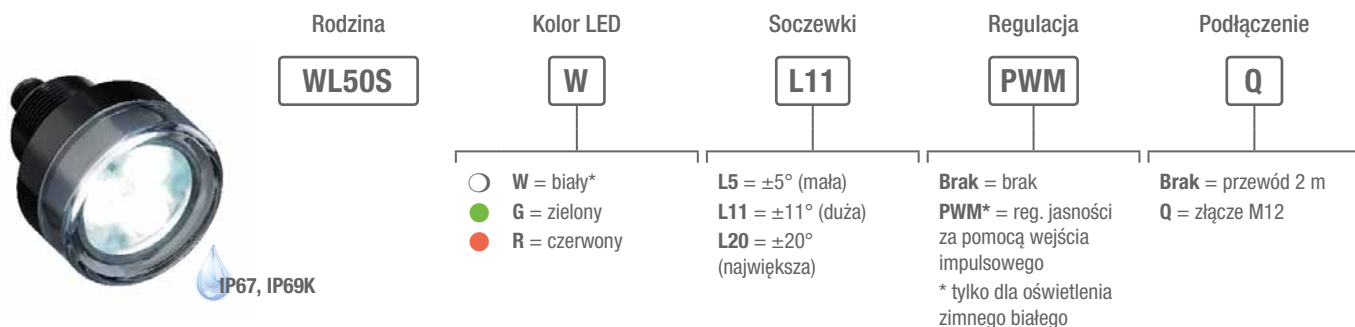 Rodzina
Kolor LED
Soczewki
Regulacja
Podłączenie
WL50S
W
L11
PWM
Q
W = biały*
G = zielony
R = czerwony
L5 = ±5° (mała)
L11 = ±11° (duża)
L20 = ±20°
(największa)
Brak = brak
PWM* = reg. jasności
za pomocą wejścia
impulsowego
* tylko dla oświetlenia
zimnego białego
Brak = przewód 2 m
Q = złącze M12
IP67, IP69K